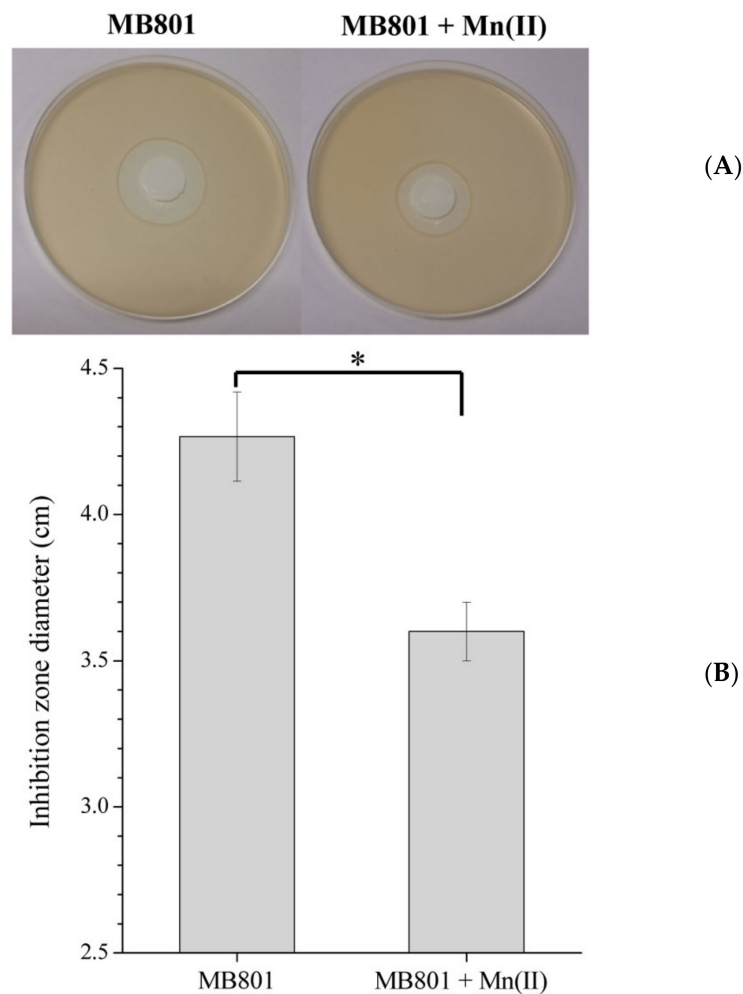 MB801 MB801 + Mn(II)
(A)
*
4.5
4.0
3.5
3.0
2.5
Inhibition zone diameter (cm)
(B)
MB801 MB801 + Mn(II)